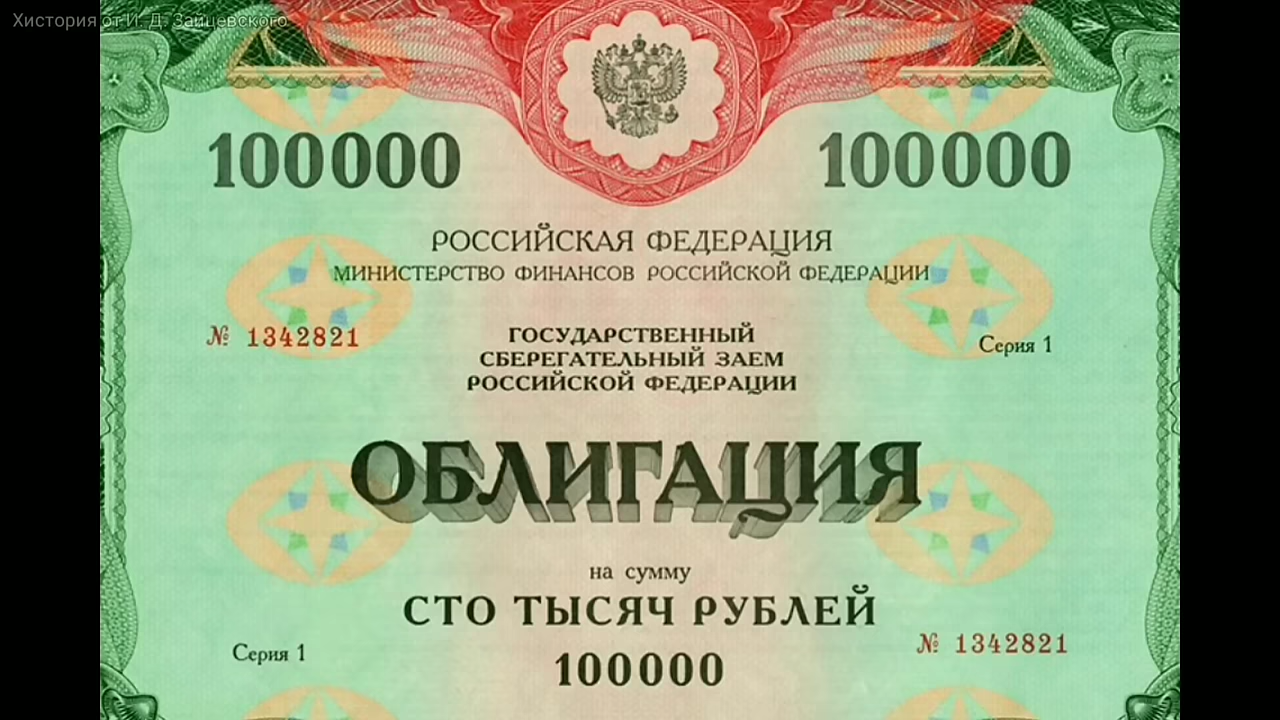 Хистория от И. Д. Зайцевского
100000 100000
РОССИЙСКАЯ ФЕДЕРАЦИЯ
МИНИСТЕРСТВО ФИНАНСОВ РОССИЙСКОЙ ФЕДЕРАЦИИ
№ 1342821
ГОСУДАРСТВЕННЫЙ
СБЕРЕГАТЕЛЬНЫЙ ЗАЕМ
РОССИЙСКОЙ ФЕДЕРАЦИИ
Серия 1
ОБЛИГАЦИЯ
на сумму
СТО ТЫСЯЧ РУБЛЕЙ
№ 1342821
Серия 1
100000